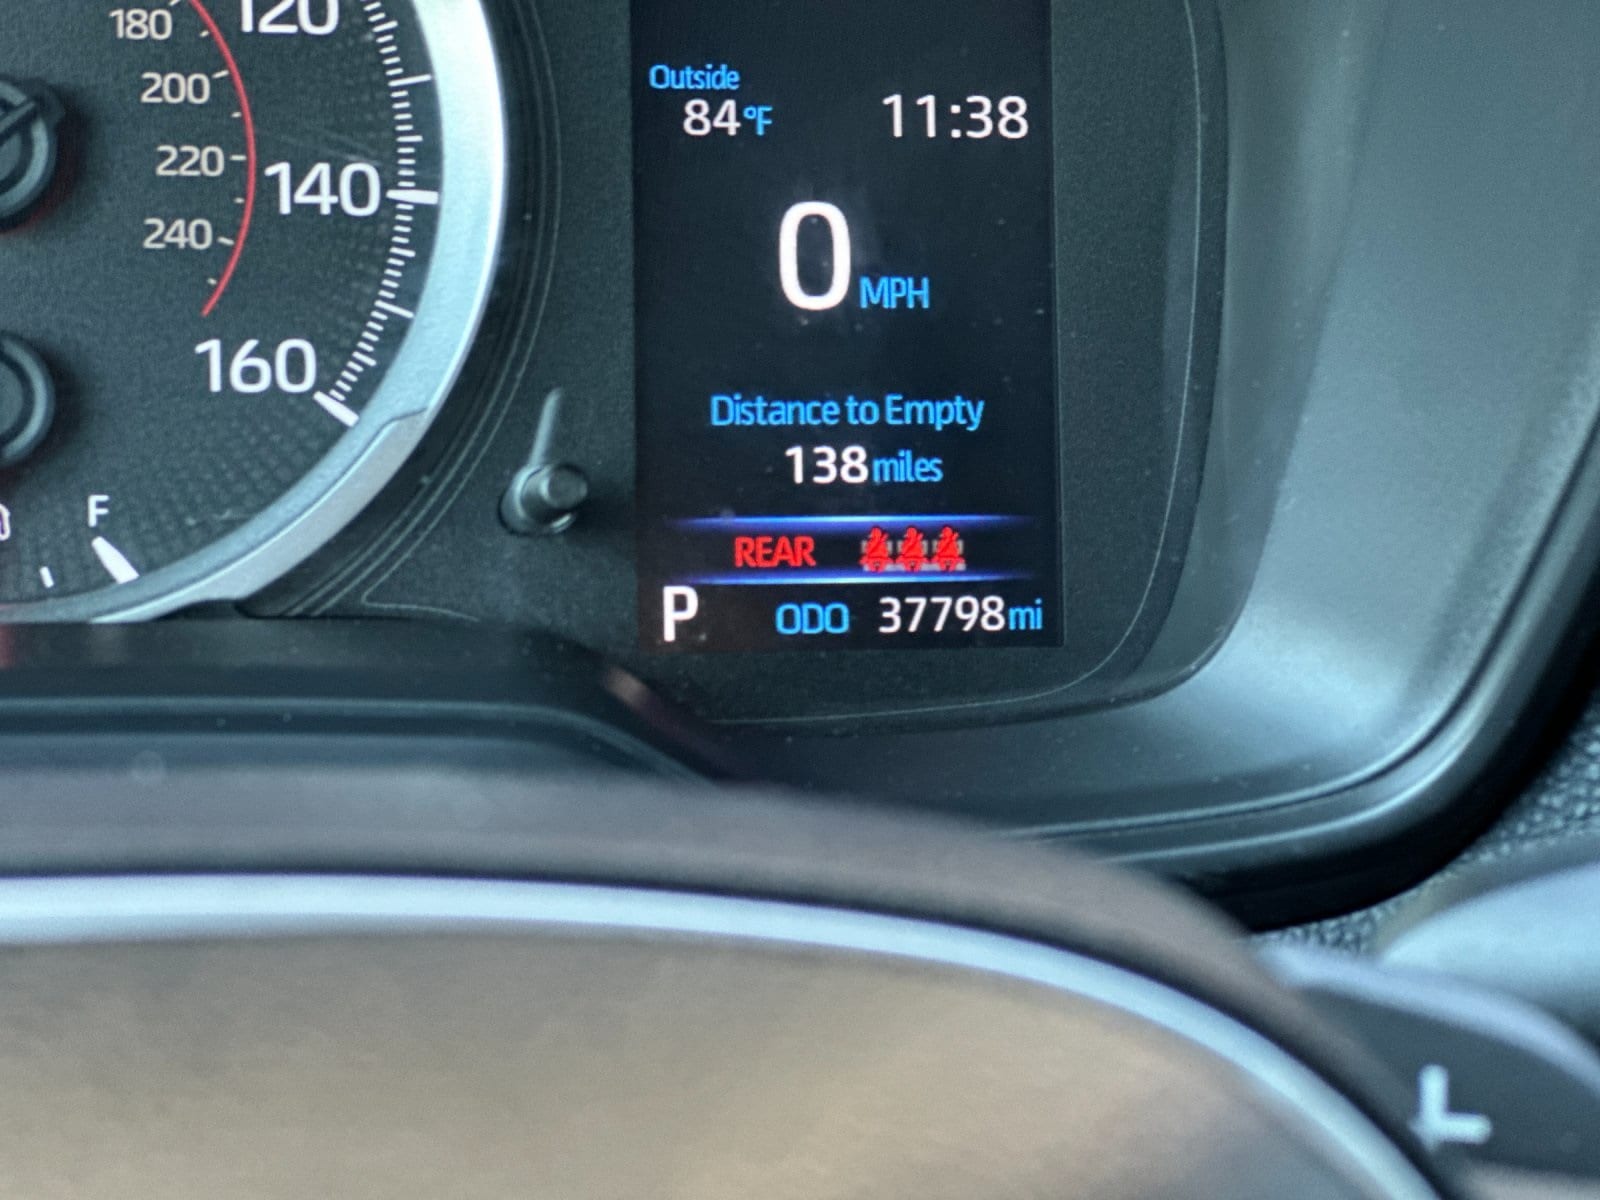 180
120
200
220
140
240
160
F
Outside
84°F
11:38
0 MPH
Distance to Empty
138 miles
REAR
P ODO 37798 mi